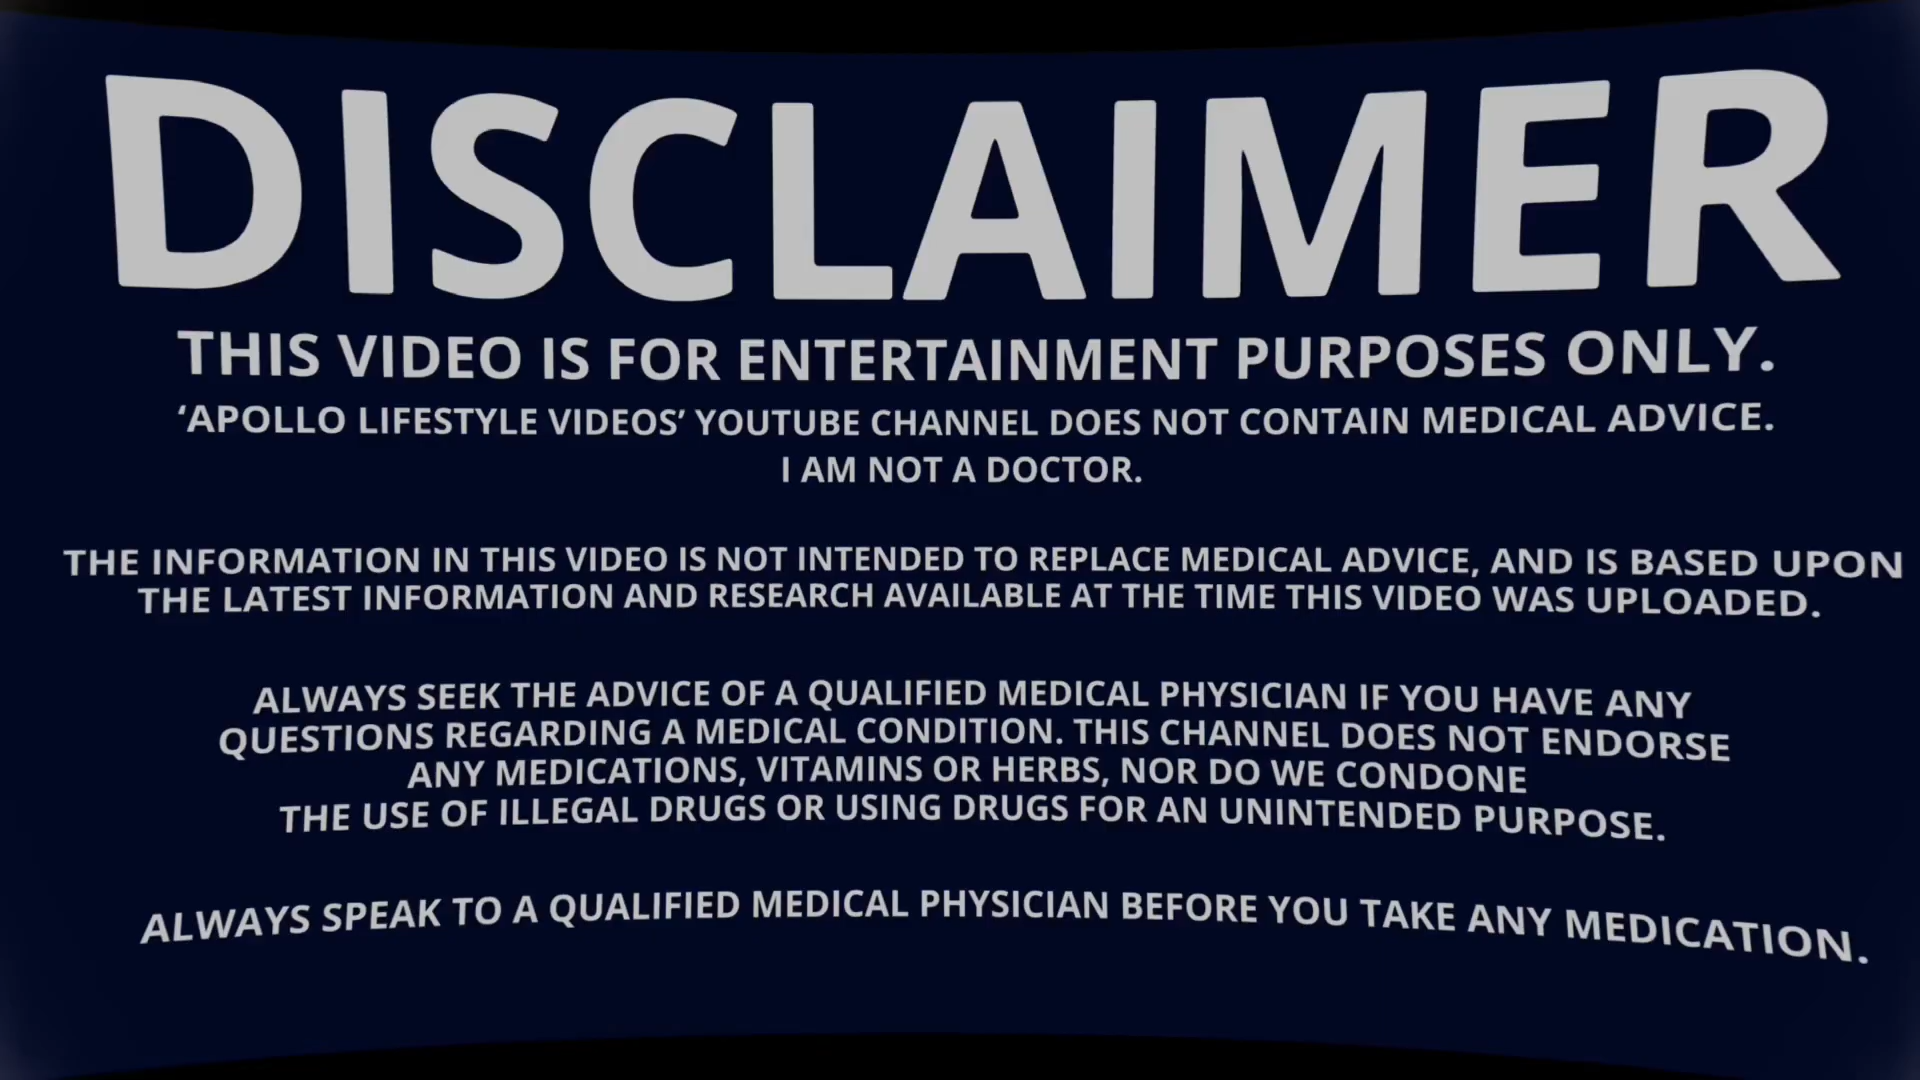 DISCLAIMER
THIS VIDEO IS FOR ENTERTAINMENT PURPOSES ONLY.
‘APOLLO LIFESTYLE VIDEOS’ YOUTUBE CHANNEL DOES NOT CONTAIN MEDICAL ADVICE.
I AM NOT A DOCTOR.
THE INFORMATION IN THIS VIDEO IS NOT INTENDED TO REPLACE MEDICAL ADVICE, AND IS BASED UPON
THE LATEST INFORMATION AND RESEARCH AVAILABLE AT THE TIME THIS VIDEO WAS UPLOADED.
ALWAYS SEEK THE ADVICE OF A QUALIFIED MEDICAL PHYSICIAN IF YOU HAVE ANY
QUESTIONS REGARDING A MEDICAL CONDITION. THIS CHANNEL DOES NOT ENDORSE
ANY MEDICATIONS, VITAMINS OR HERBS, NOR DO WE CONDONE
THE USE OF ILLEGAL DRUGS OR USING DRUGS FOR AN UNINTENDED PURPOSE.
ALWAYS SPEAK TO A QUALIFIED MEDICAL PHYSICIAN BEFORE YOU TAKE ANY MEDICATION.